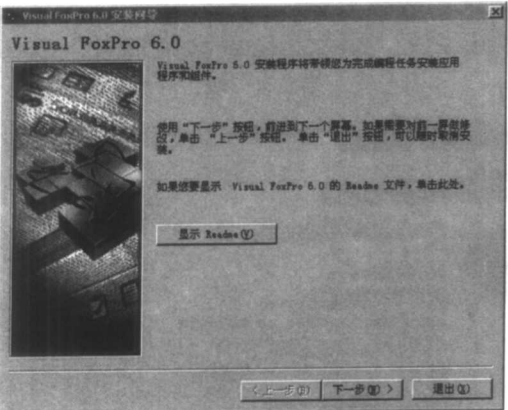 Visual FoxPro 6.0 安装向导
Visual FoxPro 6.0
Visual FoxPro 6.0 安装程序将带领您为完成编程任务安装应用
程序和组件。
使用“下一步”按钮，前进到下一个屏幕。如果需要对前一屏做修
改，单击 “上一步”按钮。 单击“退出”按钮，可以随时取消安
装。
如果您要显示 Visual FoxPro 6.0 的 Readme 文件，单击此处。
显示 Readme(V)
<上一步(P)
下一步(N) >
退出(X)